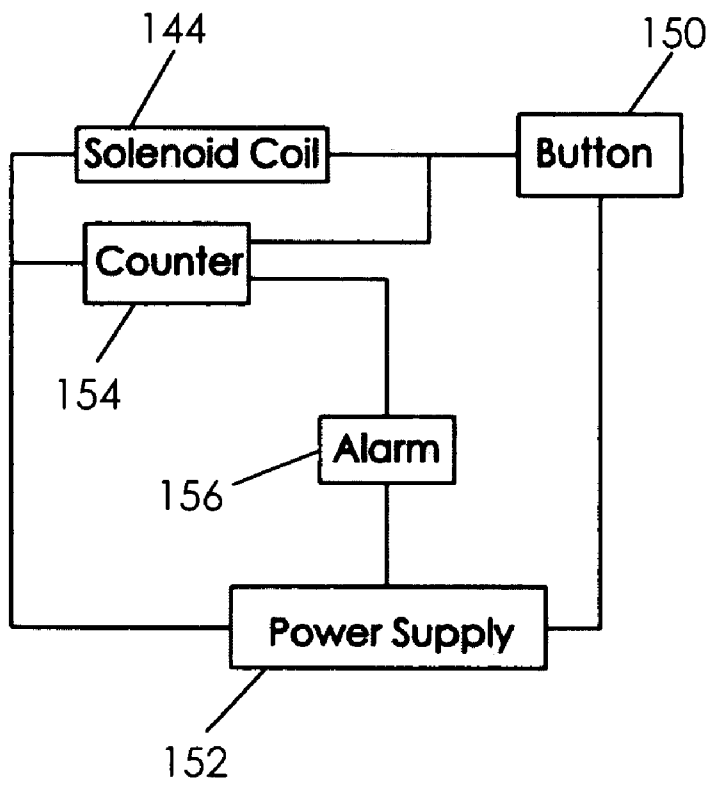 144
150
Solenoid Coil
Button
Counter
154
Alarm
156
Power Supply
152